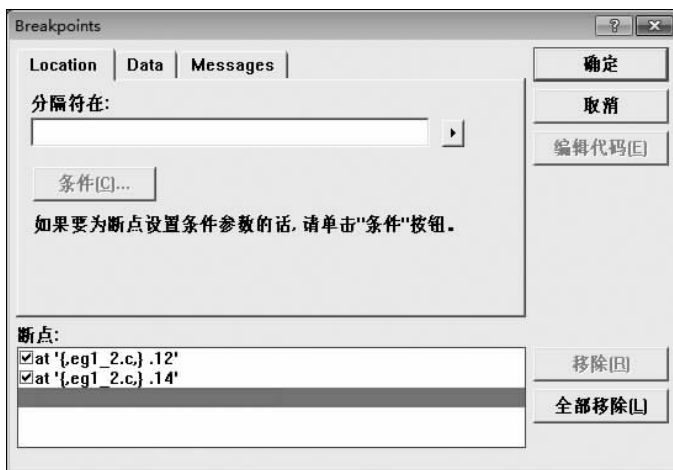 Breakpoints
Location Data Messages
分隔符在:
条件(C)...
如果要为断点设置条件参数的话,请单击"条件"按钮。
确定
取消
编辑代码(E)
断点:
at '{,eg1_2.c,} .12'
at '{,eg1_2.c,} .14'
移除(R)
全部移除(L)